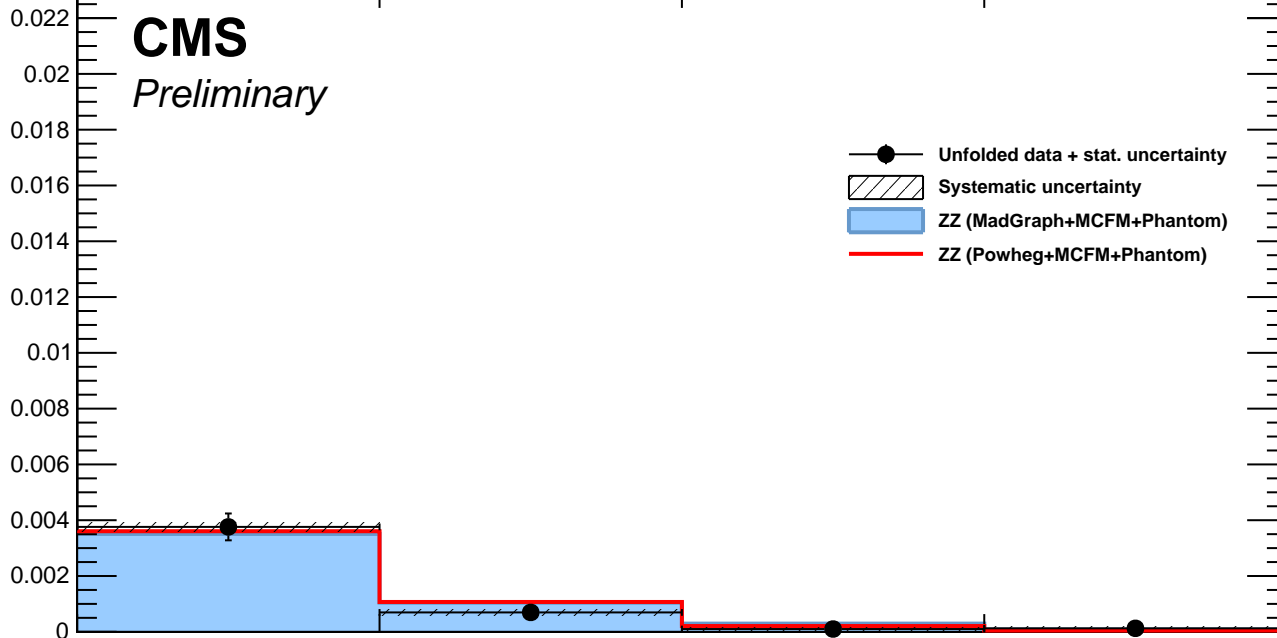 0.022
CMS
0.02
Preliminary
0.018
Unfolded data + stat. uncertainty
0.016
Systematic uncertainty
ZZ (MadGraph+MCFM+Phantom)
0.014
ZZ (Powheg+MCFM+Phantom)
0.012
0.01
0.008
0.006
0.004
0.002
0